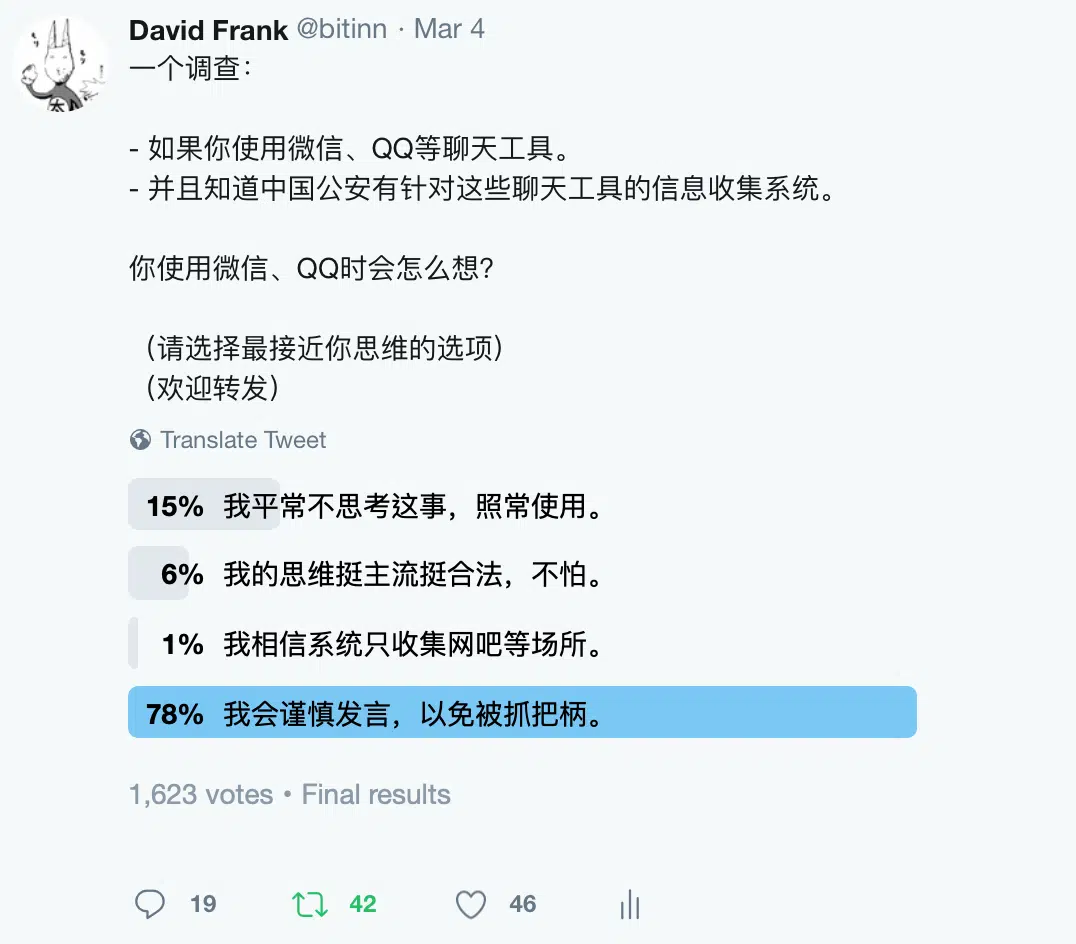 David Frank @bitinn · Mar 4
一个调查：
- 如果你使用微信、QQ等聊天工具。
- 并且知道中国公安有针对这些聊天工具的信息收集系统。
你使用微信、QQ时会怎么想？
（请选择最接近你思维的选项）
（欢迎转发）
Translate Tweet
15% 我平常不思考这事，照常使用。
6% 我的思维挺主流挺合法，不怕。
1% 我相信系统只收集网吧等场所。
78% 我会谨慎发言，以免被抓把柄。
1,623 votes • Final results
19 42 46